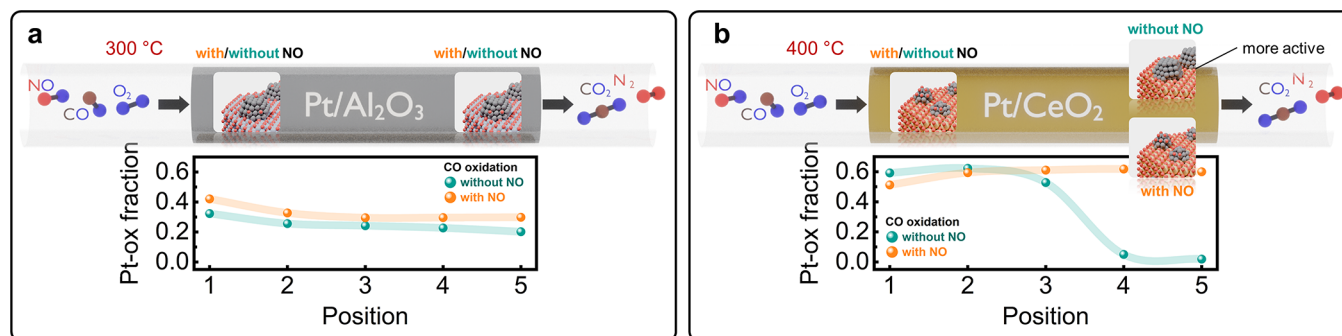 a
300 °C
with/without NO
with/without NO
NO
O₂
CO
Pt/Al₂O₃
CO₂
N₂
Pt-ox fraction
0.6
0.4
0.2
0.0
CO oxidation
without NO
with NO
1 2 3 4 5
Position
b
400 °C
with/without NO
without NO
more active
NO
O₂
CO
Pt/CeO₂
CO₂
N₂
with NO
Pt-ox fraction
0.6
0.4
0.2
0.0
CO oxidation
without NO
with NO
1 2 3 4 5
Position